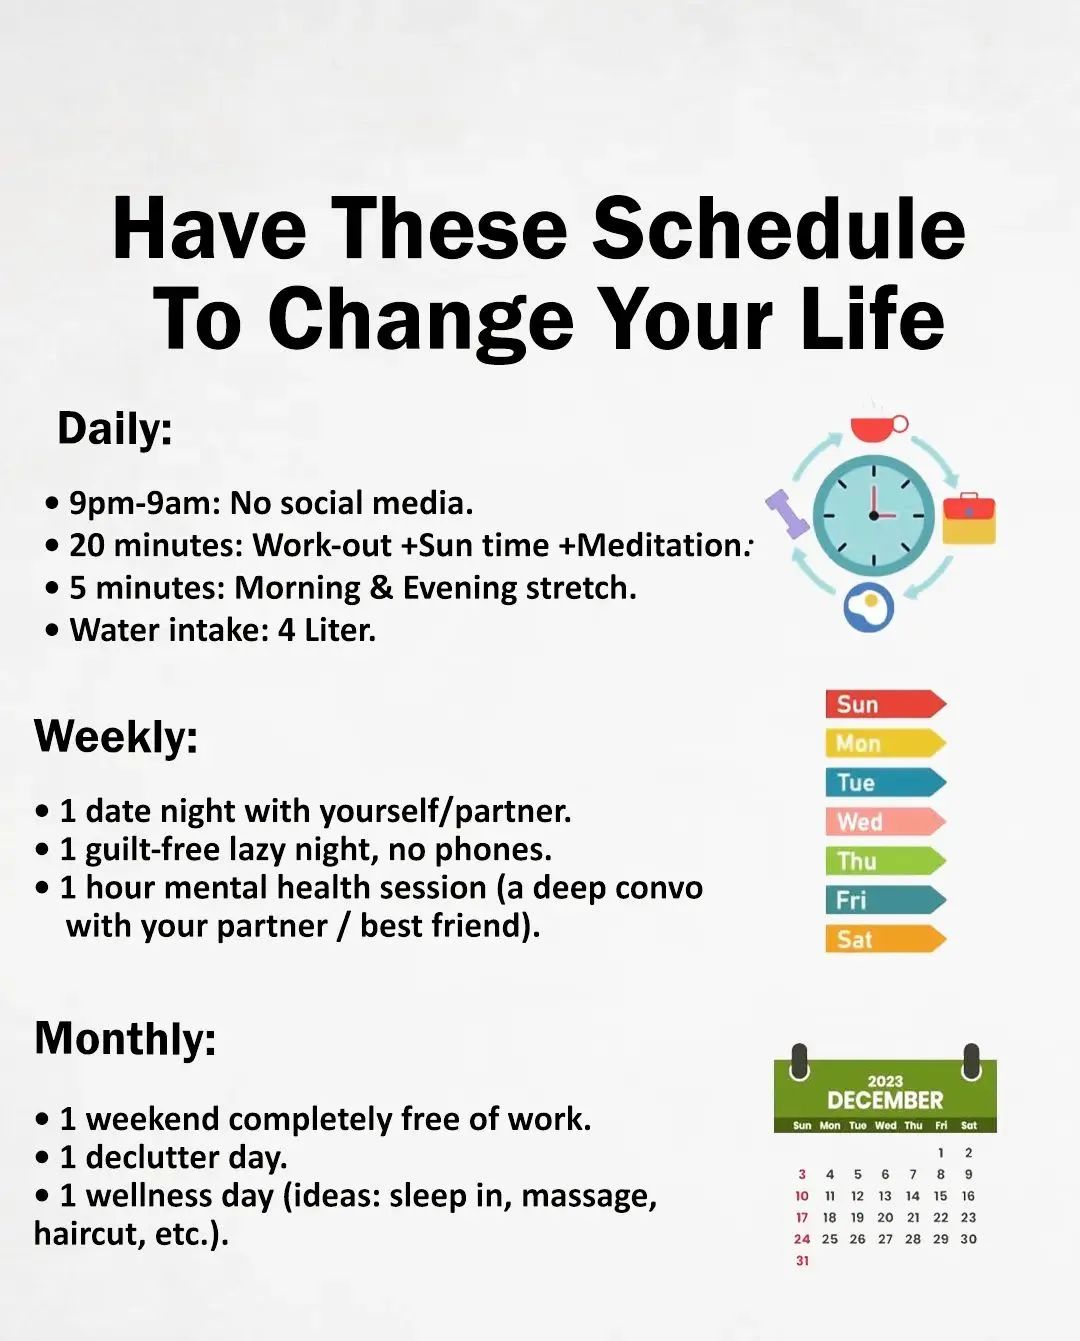 Have These Schedule
To Change Your Life
Daily:
• 9pm-9am: No social media.
• 20 minutes: Work-out +Sun time +Meditation.
• 5 minutes: Morning & Evening stretch.
• Water intake: 4 Liter.
Weekly:
• 1 date night with yourself/partner.
• 1 guilt-free lazy night, no phones.
• 1 hour mental health session (a deep convo
with your partner / best friend).
Sun
Mon
Tue
Wed
Thu
Fri
Sat
Monthly:
• 1 weekend completely free of work.
• 1 declutter day.
• 1 wellness day (ideas: sleep in, massage,
haircut, etc.).
2023
DECEMBER
Sun Mon Tue Wed Thu Fri Sat
1 2
3 4 5 6 7 8 9
10 11 12 13 14 15 16
17 18 19 20 21 22 23
24 25 26 27 28 29 30
31